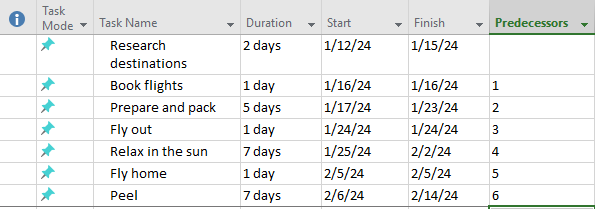 Task Mode Task Name Duration Start Finish Predecessors
Research destinations 2 days 1/12/24 1/15/24
Book flights 1 day 1/16/24 1/16/24 1
Prepare and pack 5 days 1/17/24 1/23/24 2
Fly out 1 day 1/24/24 1/24/24 3
Relax in the sun 7 days 1/25/24 2/2/24 4
Fly home 1 day 2/5/24 2/5/24 5
Peel 7 days 2/6/24 2/14/24 6